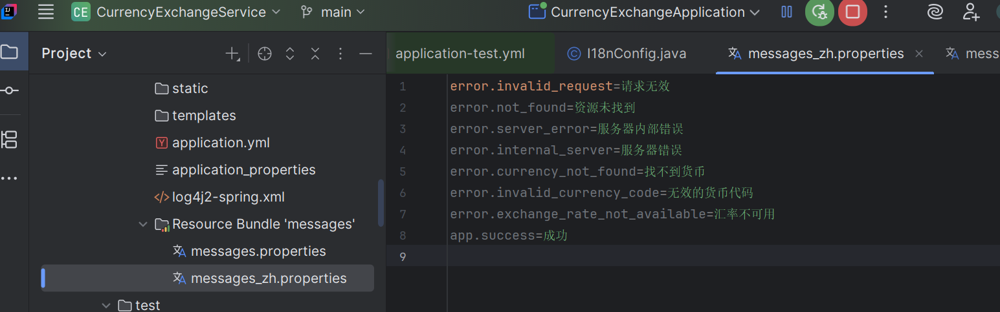 CE CurrencyExchangeService main CurrencyExchangeApplication
Project
static
templates
application.yml
application_properties
log4j2-spring.xml
Resource Bundle 'messages'
messages.properties
messages_zh.properties
test
application-test.yml I18nConfig.java messages_zh.properties mess
1 error.invalid_request=请求无效
2 error.not_found=资源未找到
3 error.server_error=服务器内部错误
4 error.internal_server=服务器错误
5 error.currency_not_found=找不到货币
6 error.invalid_currency_code=无效的货币代码
7 error.exchange_rate_not_available=汇率不可用
8 app.success=成功
9